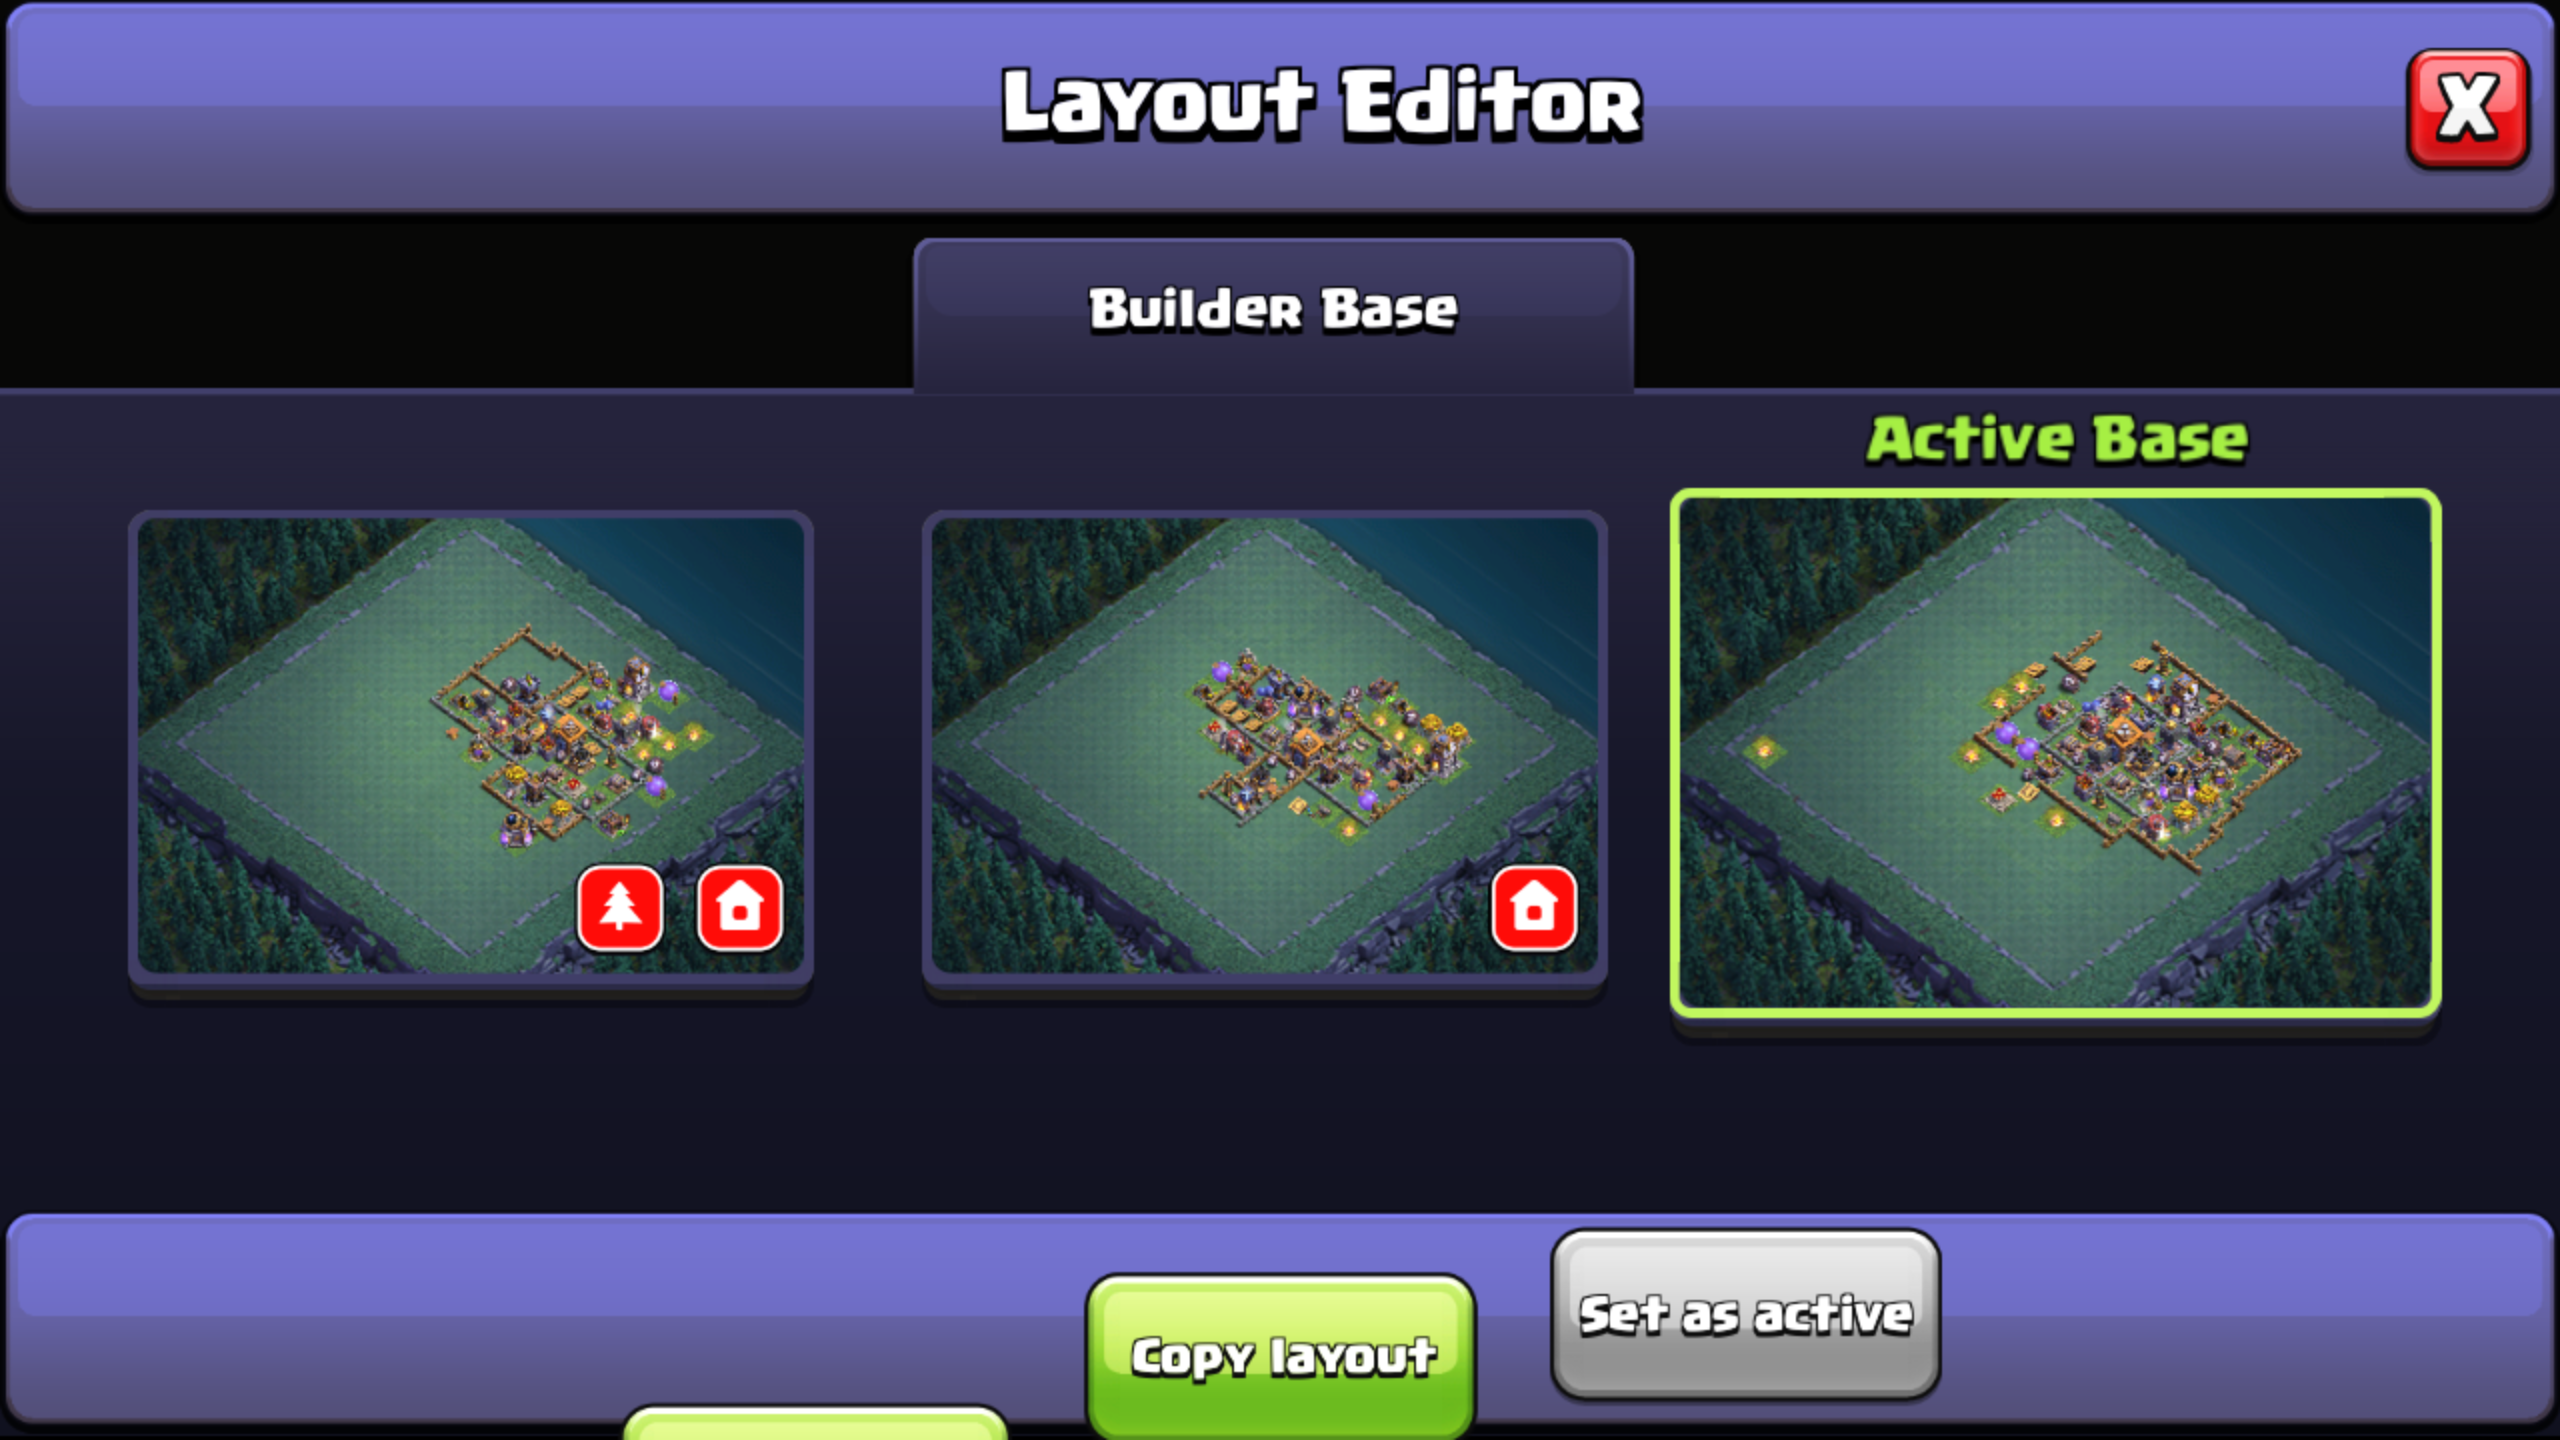 Layout Editor
X
Builder Base
Active Base
Copy layout
Set as active